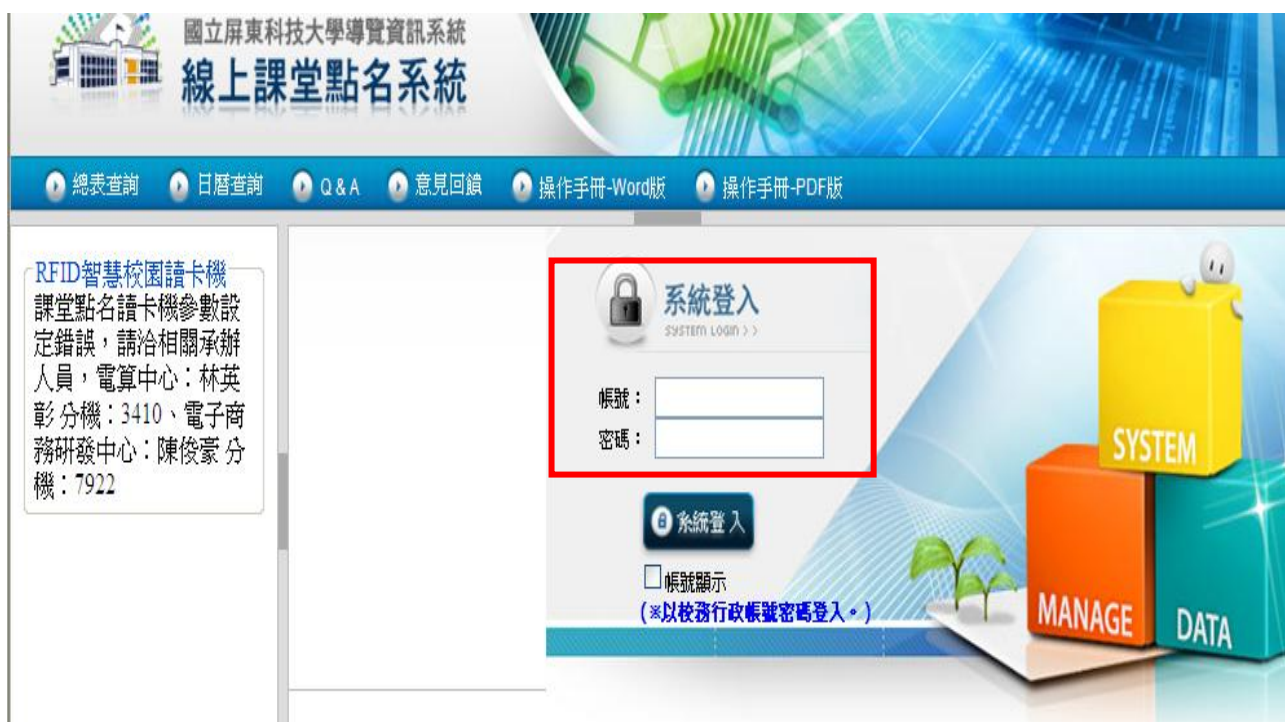 國立屏東科技大學導覽資訊系統
線上課堂點名系統
總表查詢 日曆查詢 Q & A 意見回饋 操作手冊-Word版 操作手冊-PDF版
RFID智慧校園讀卡機
課堂點名讀卡機參數設
定錯誤，請洽相關承辦
人員，電算中心：林英
彰 分機：3410、電子商
務研發中心：陳俊豪 分
機：7922
系統登入
SYSTEM LOGIN > >
帳號：
密碼：
系統登入
帳號顯示
(※以校務行政帳號密碼登入。)
SYSTEM
MANAGE
DATA